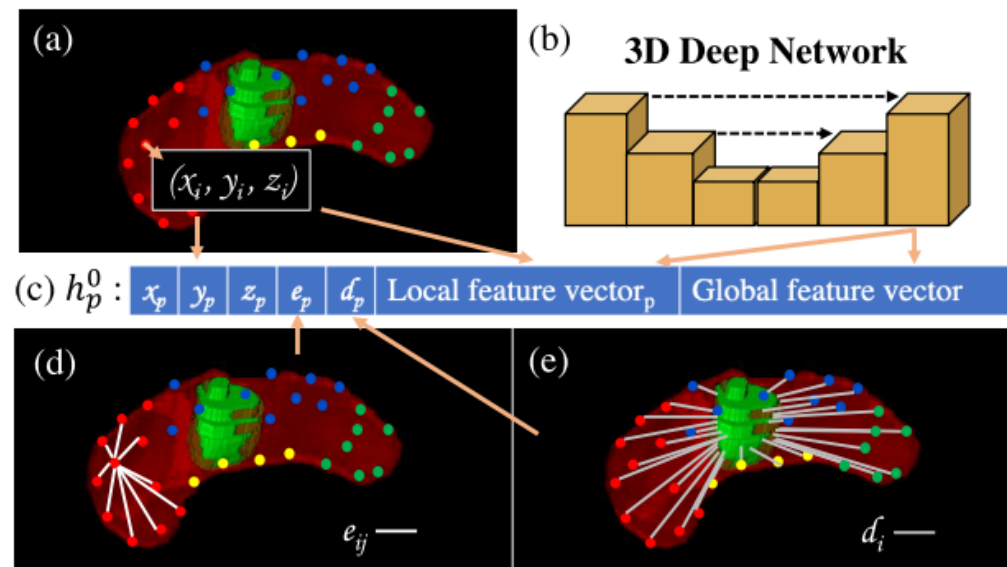 (a)
(xᵢ, yᵢ, zᵢ)
(b)
3D Deep Network
(c) h⁰ₚ : xₚ yₚ zₚ eₚ dₚ Local feature vectorₚ Global feature vector
(d)
eᵢⱼ
(e)
dᵢ